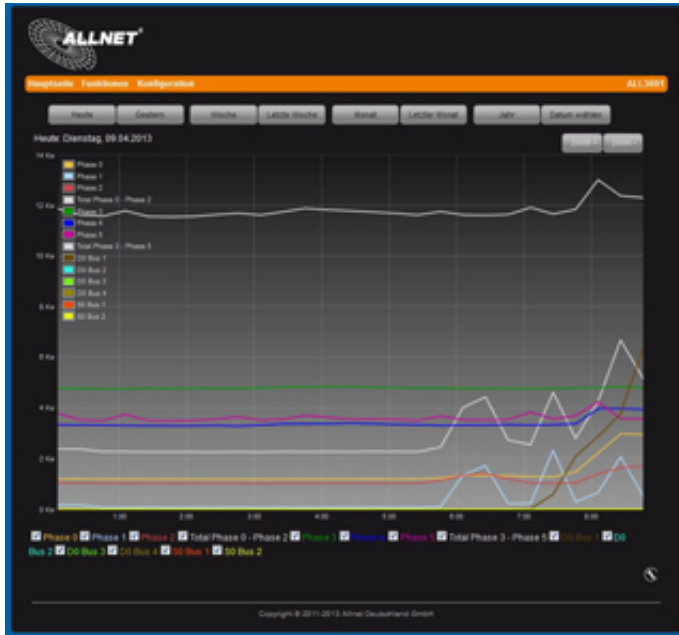 ALLNET
Hauptseite Funktionen Konfiguration ALL3691
Heute Gestern Woche Letzte Woche Monat Letzter Monat Jahr Datum wählen
Heute: Dienstag, 09.04.2013
14 Kw
Phase 0
Phase 1
Phase 2
Total Phase 0 - Phase 2
12 Kw
Phase 3
Phase 4
Phase 5
Total Phase 3 - Phase 5
10 Kw
D0 Bus 1
D0 Bus 2
D0 Bus 3
D0 Bus 4
8 Kw
S0 Bus 1
S0 Bus 2
6 Kw
4 Kw
2 Kw
0 Kw
1:00 2:00 3:00 4:00 5:00 6:00 7:00 8:00
Phase 0 Phase 1 Phase 2 Total Phase 0 - Phase 2 Phase 3 Phase 4 Phase 5 Total Phase 3 - Phase 5 D0 Bus 1 D0
Bus 2 D0 Bus 3 D0 Bus 4 S0 Bus 1 S0 Bus 2
Copyright © 2011-2013 Allnet Deutschland GmbH